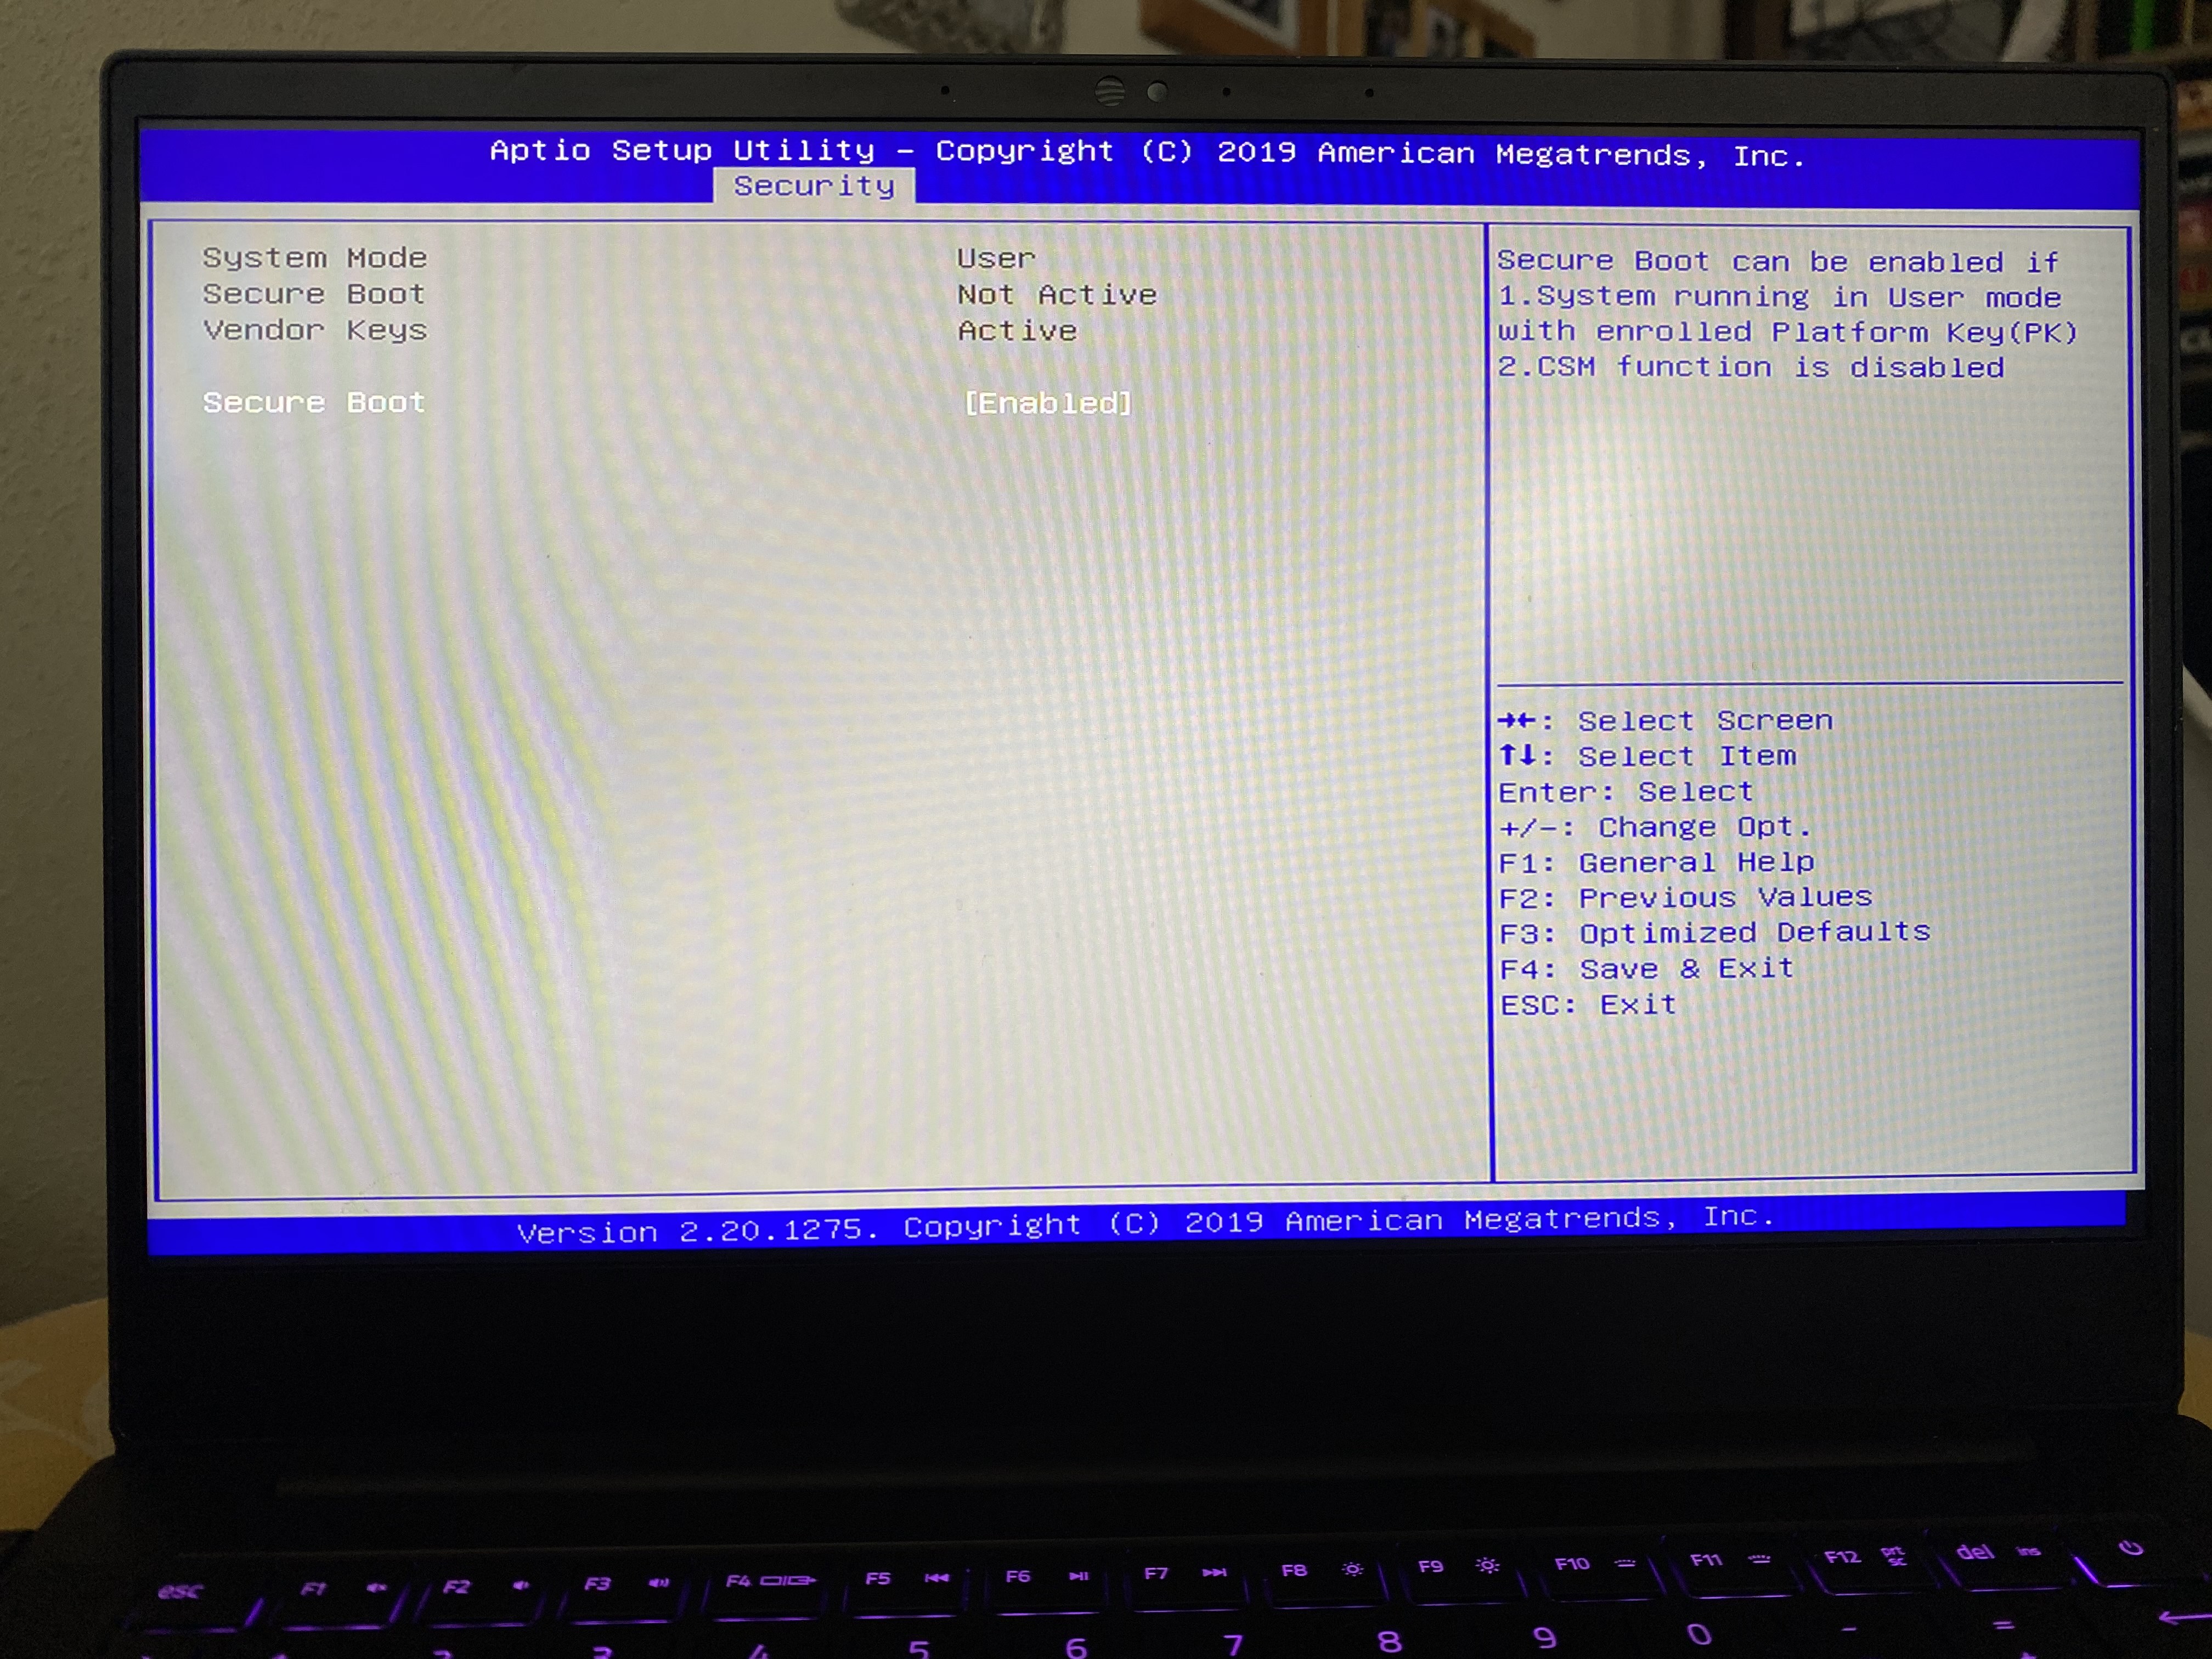 Aptio Setup Utility – Copyright (C) 2019 American Megatrends, Inc.
Security
System Mode User
Secure Boot Not Active
Vendor Keys Active
Secure Boot [Enabled]
Secure Boot can be enabled if
1.System running in User mode
with enrolled Platform Key(PK)
2.CSM function is disabled
→←: Select Screen
↑↓: Select Item
Enter: Select
+/-: Change Opt.
F1: General Help
F2: Previous Values
F3: Optimized Defaults
F4: Save & Exit
ESC: Exit
Version 2.20.1275. Copyright (C) 2019 American Megatrends, Inc.
esc F1 F2 F3 F4 F5 F6 F7 F8 F9 F10 F11 F12 prt sc del ins
4 5 6 7 8 9 0 - =